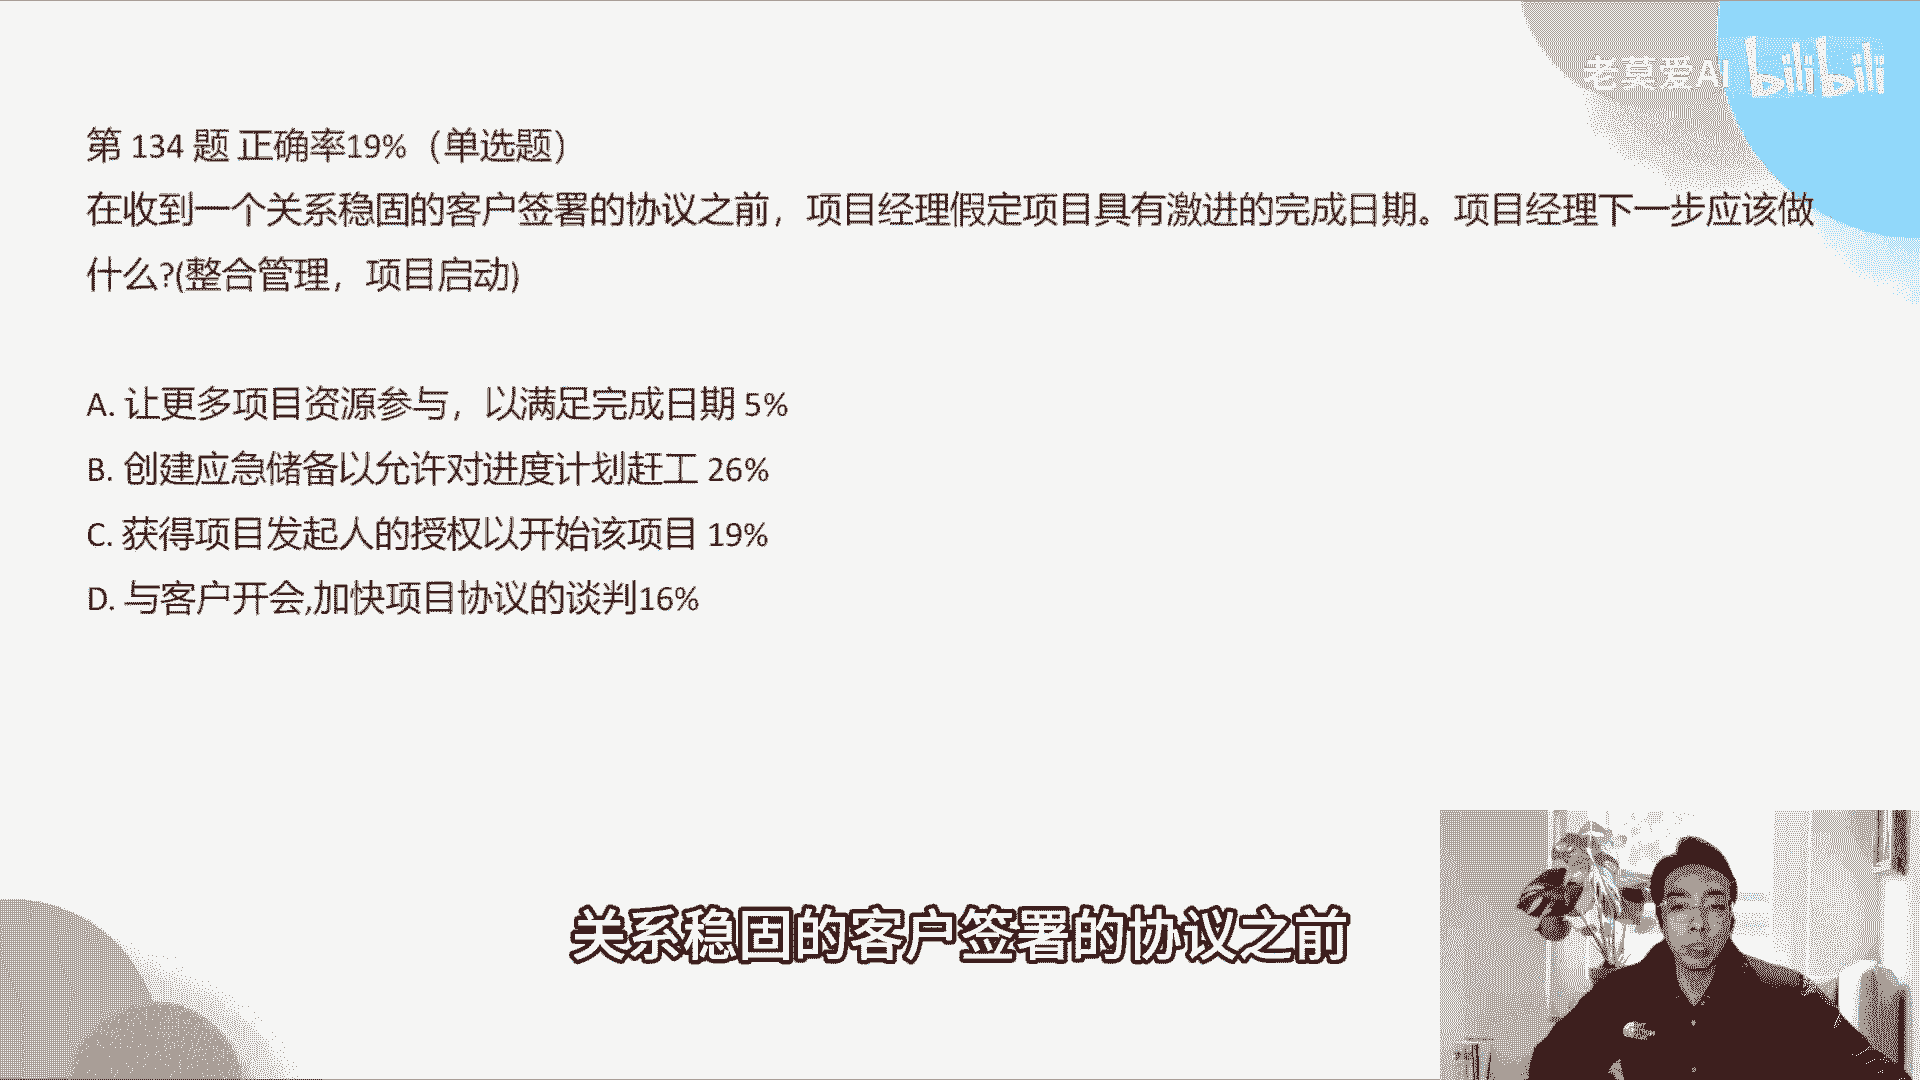 老莫爱AI bilibili
第 134 题 正确率19%（单选题）
在收到一个关系稳固的客户签署的协议之前，项目经理假定项目具有激进的完成日期。项目经理下一步应该做
什么?(整合管理，项目启动)
A. 让更多项目资源参与，以满足完成日期 5%
B. 创建应急储备以允许对进度计划赶工 26%
C. 获得项目发起人的授权以开始该项目 19%
D. 与客户开会,加快项目协议的谈判16%
关系稳固的客户签署的协议之前